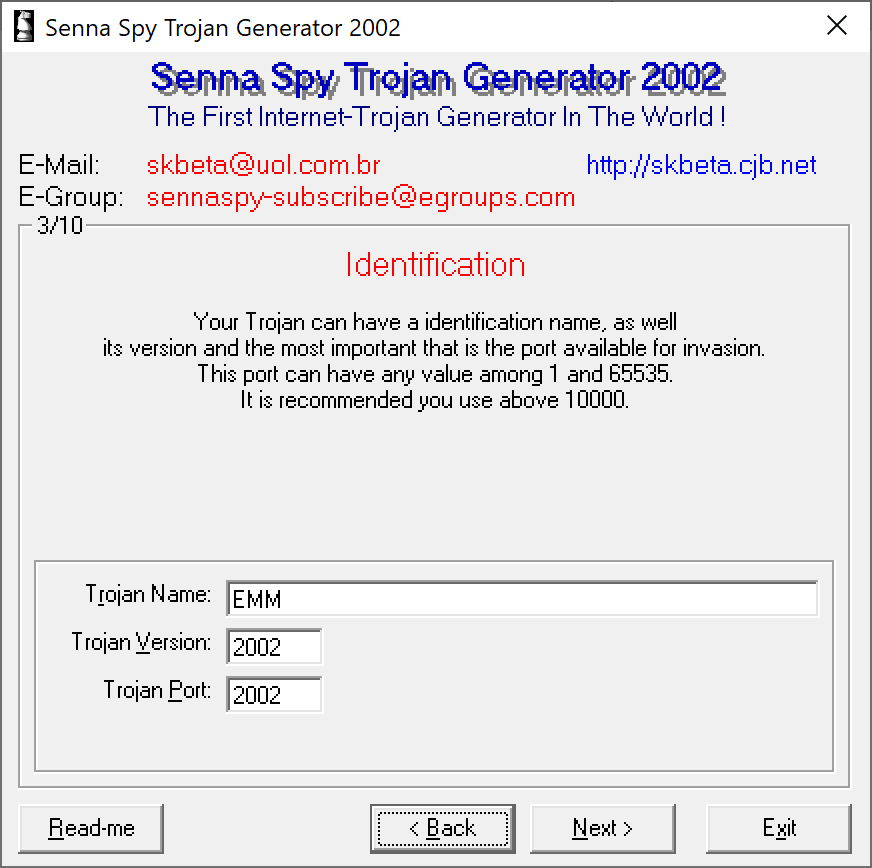 Senna Spy Trojan Generator 2002
Senna Spy Trojan Generator 2002
The First Internet-Trojan Generator In The World !
E-Mail: skbeta@uol.com.br http://skbeta.cjb.net
E-Group: sennaspy-subscribe@egroups.com
3/10
Identification
Your Trojan can have a identification name, as well
its version and the most important that is the port available for invasion.
This port can have any value among 1 and 65535.
It is recommended you use above 10000.
Trojan Name: EMM
Trojan Version: 2002
Trojan Port: 2002
Read-me < Back Next > Exit